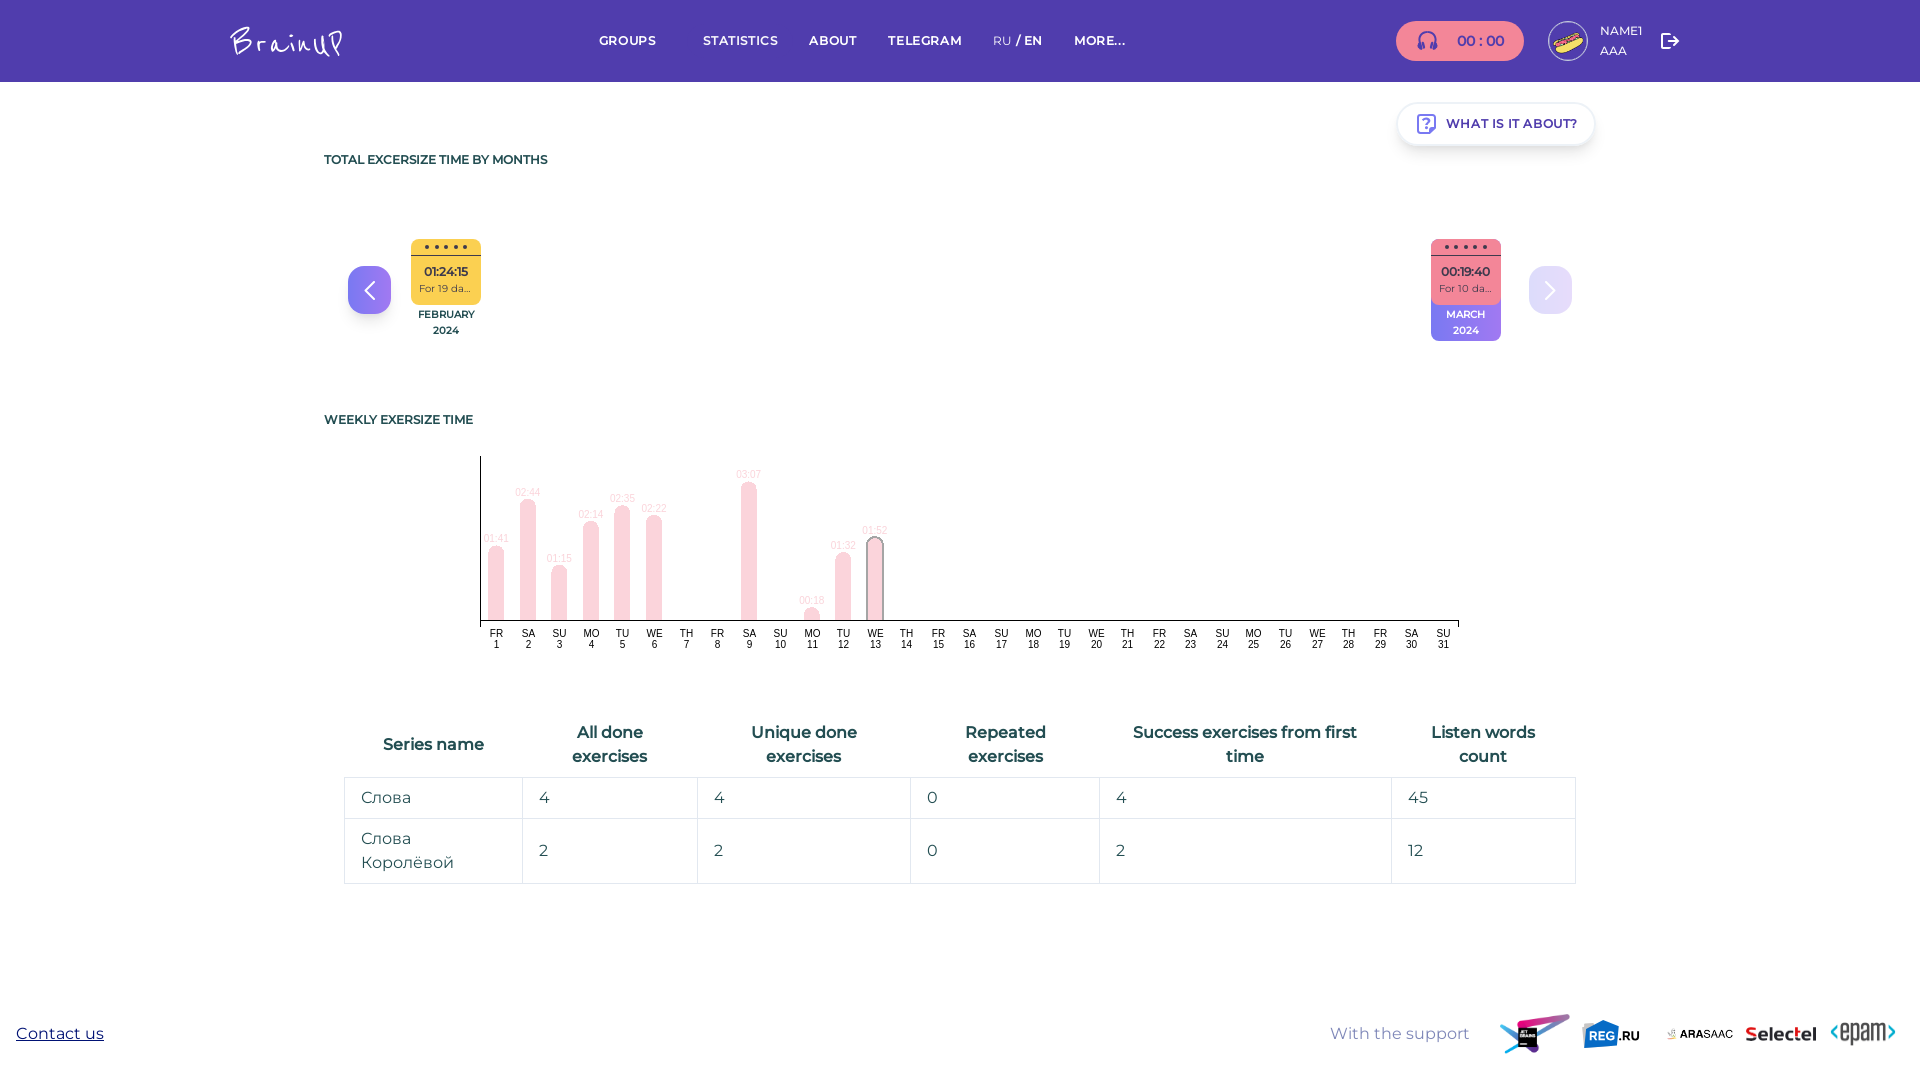 BrainUP
GROUPS STATISTICS ABOUT TELEGRAM RU / EN MORE...
00 : 00
NAME1
AAA
WHAT IS IT ABOUT?
TOTAL EXCERSIZE TIME BY MONTHS
01:24:15
For 19 da...
FEBRUARY
2024
00:19:40
For 10 da...
MARCH
2024
WEEKLY EXERSIZE TIME
01:41 02:44 01:15 02:14 02:35 02:22 03:07 00:18 01:32 01:52
FR SA SU MO TU WE TH FR SA SU MO TU WE TH FR SA SU MO TU WE TH FR SA SU MO TU WE TH FR SA SU
1 2 3 4 5 6 7 8 9 10 11 12 13 14 15 16 17 18 19 20 21 22 23 24 25 26 27 28 29 30 31
Series name All done exercises Unique done exercises Repeated exercises Success exercises from first time Listen words count
Слова 4 4 0 4 45
Слова Королёвой 2 2 0 2 12
Contact us
With the support
REG.RU
ARASAAC
Selectel
<epam>